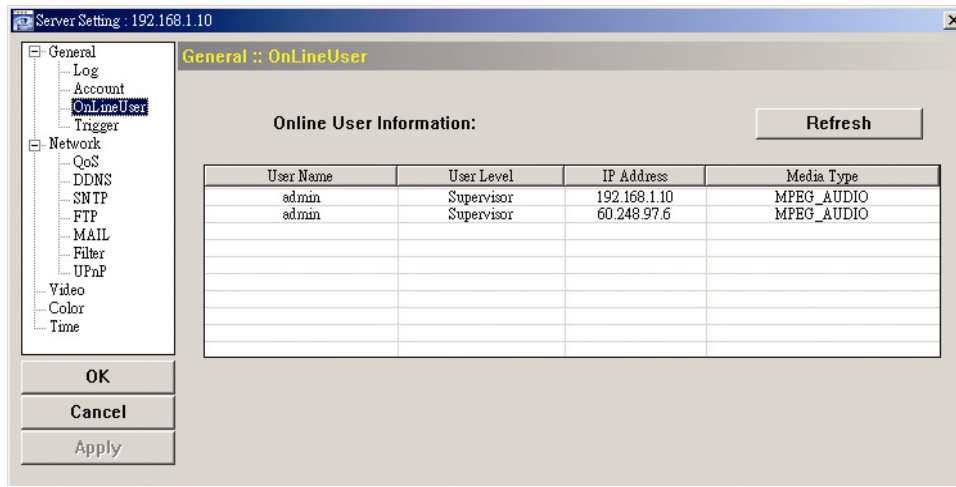 Server Setting : 192.168.1.10
General
Log
Account
OnLineUser
Trigger
Network
QoS
DDNS
SNTP
FTP
MAIL
Filter
UPnP
Video
Color
Time
OK
Cancel
Apply
General :: OnLineUser
Online User Information:
Refresh
User Name User Level IP Address Media Type
admin Supervisor 192.168.1.10 MPEG_AUDIO
admin Supervisor 60.248.97.6 MPEG_AUDIO